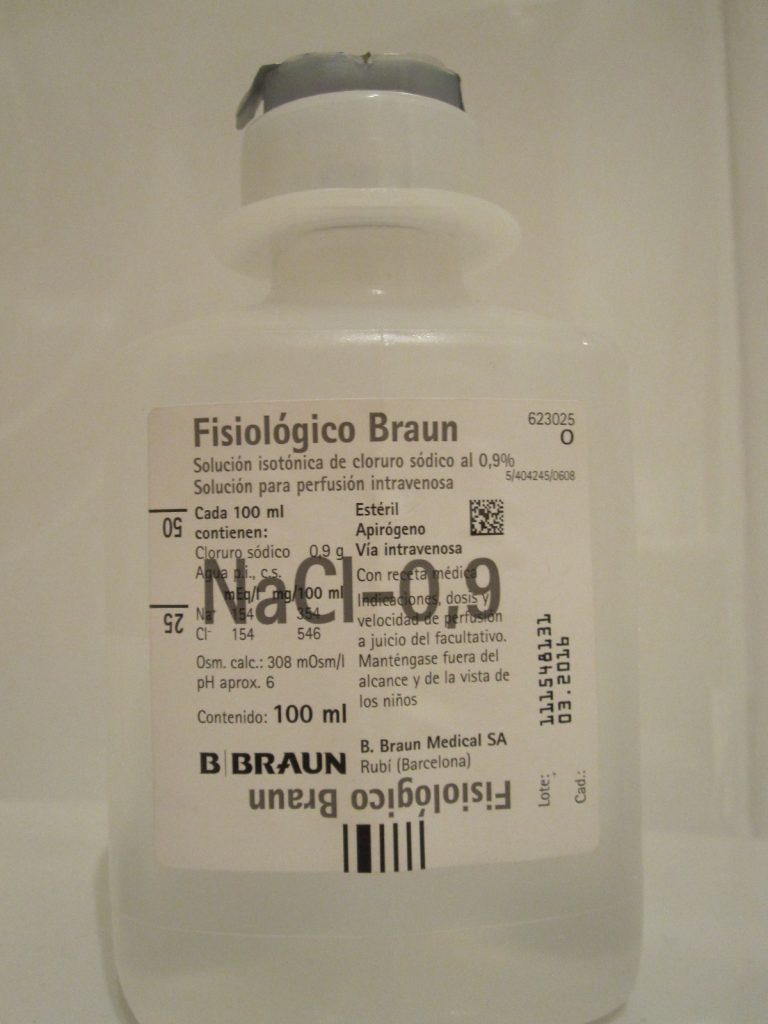 Fisiológico Braun
623025
O
Solución isotónica de cloruro sódico al 0,9%
5/404245/0608
Solución para perfusión intravenosa
Cada 100 ml
contienen:
Cloruro sódico 0,9 g
Agua p.i., c.s.
mEq/l mg/100 ml
Na⁺ 154 354
Cl⁻ 154 546
Osm. calc.: 308 mOsm/l
pH aprox. 6
Contenido: 100 ml
Estéril
Apirógeno
Vía intravenosa
Con receta médica
Indicaciones, dosis y
velocidad de perfusión
a juicio del facultativo.
Manténgase fuera del
alcance y de la vista de
los niños
NaCl-0,9
50
25
B|BRAUN
B. Braun Medical SA
Rubí (Barcelona)
Lote: 111548131
Cad.: 03.2016
Fisiológico Braun